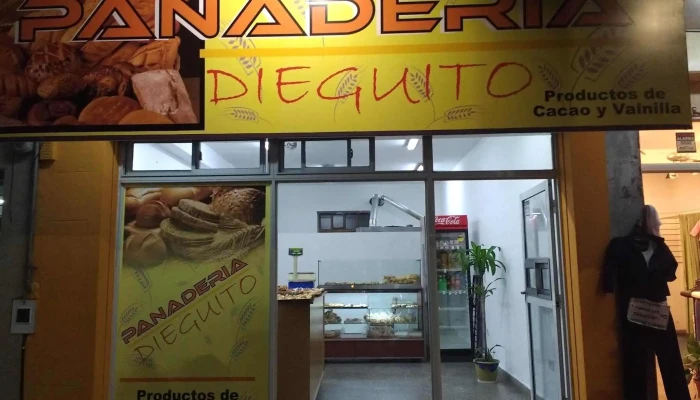 PANADERIA
DIEGUITO
Productos de
Cacao y Vainilla
PANADERIA
DIEGUITO
Productos de
Coca-Cola